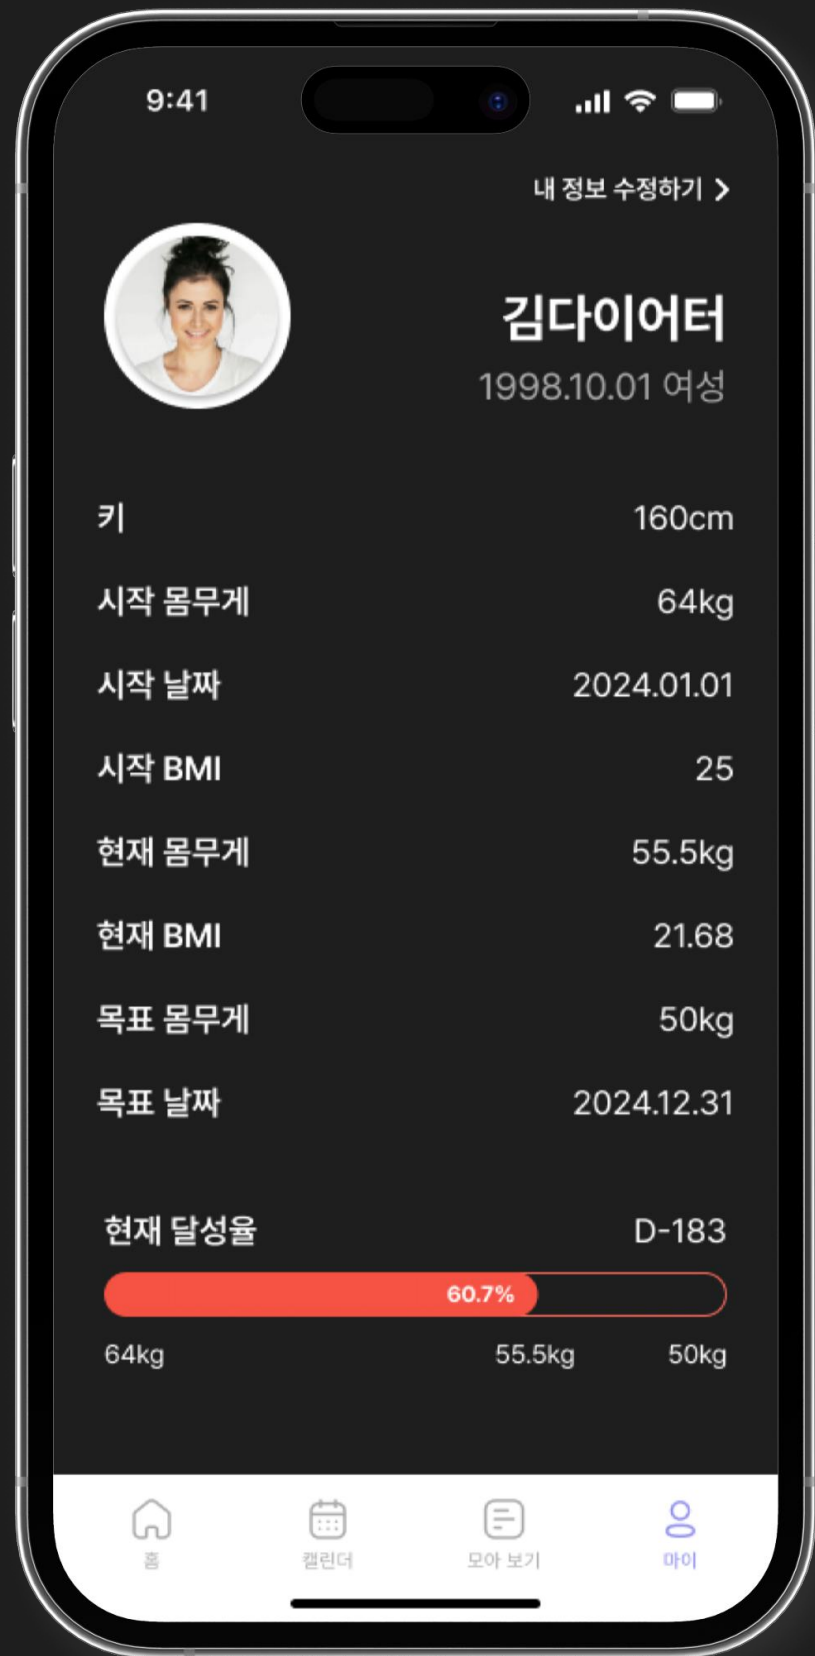 9:41
내 정보 수정하기
김다이어터
1998.10.01 여성
키 160cm
시작 몸무게 64kg
시작 날짜 2024.01.01
시작 BMI 25
현재 몸무게 55.5kg
현재 BMI 21.68
목표 몸무게 50kg
목표 날짜 2024.12.31
현재 달성율 D-183
60.7%
64kg 55.5kg 50kg
홈 캘린더 모아 보기 마이